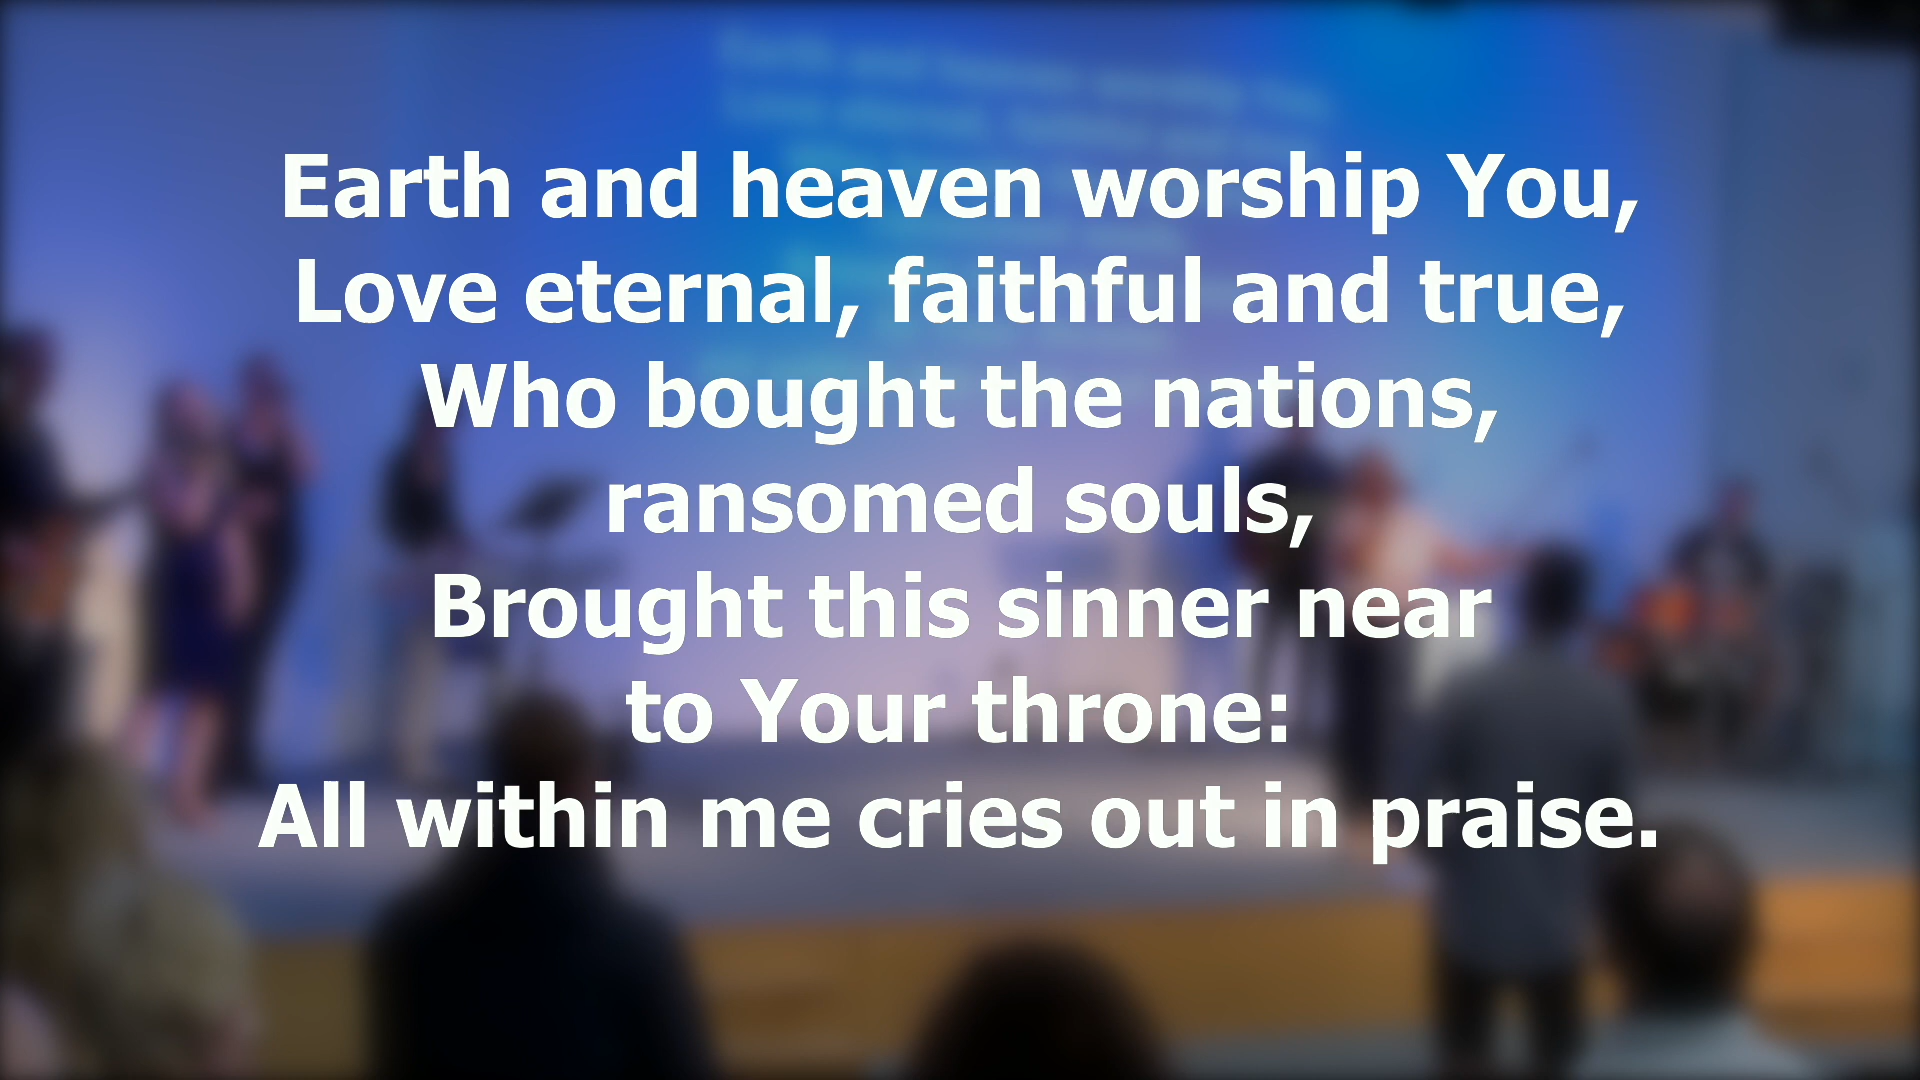 Earth and heaven worship You,
Love eternal, faithful and true,
Who bought the nations,
ransomed souls,
Brought this sinner near
to Your throne:
All within me cries out in praise.